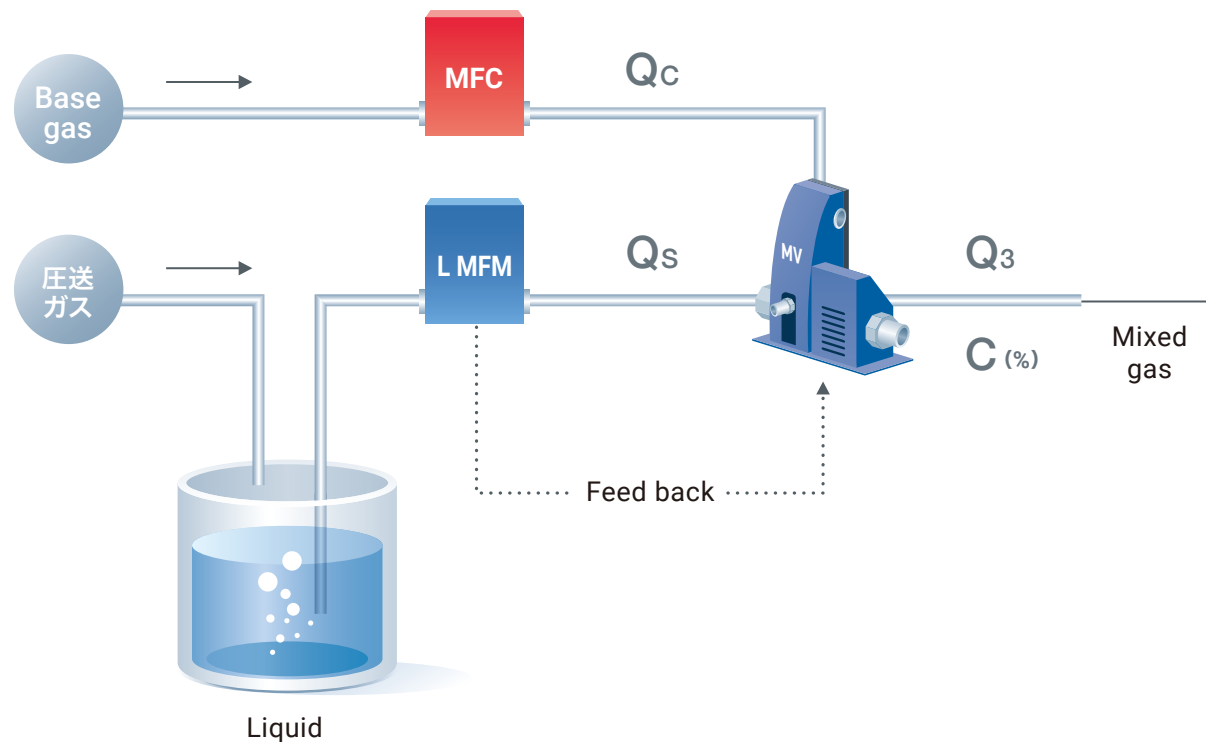 Base
gas
MFC
QC
圧送
ガス
L MFM
QS
MV
Q3
C (%)
Mixed
gas
Feed back
Liquid